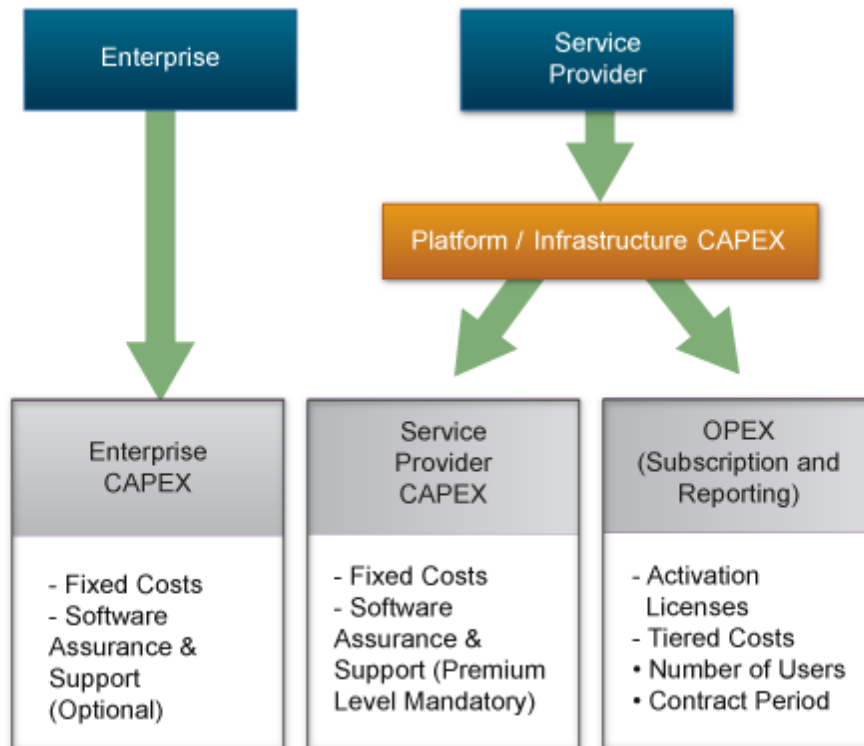 Enterprise
Service
Provider
Platform / Infrastructure CAPEX
Enterprise
CAPEX
- Fixed Costs
- Software
Assurance &
Support
(Optional)
Service
Provider
CAPEX
- Fixed Costs
- Software
Assurance &
Support (Premium
Level Mandatory)
OPEX
(Subscription and
Reporting)
- Activation
Licenses
- Tiered Costs
• Number of Users
• Contract Period